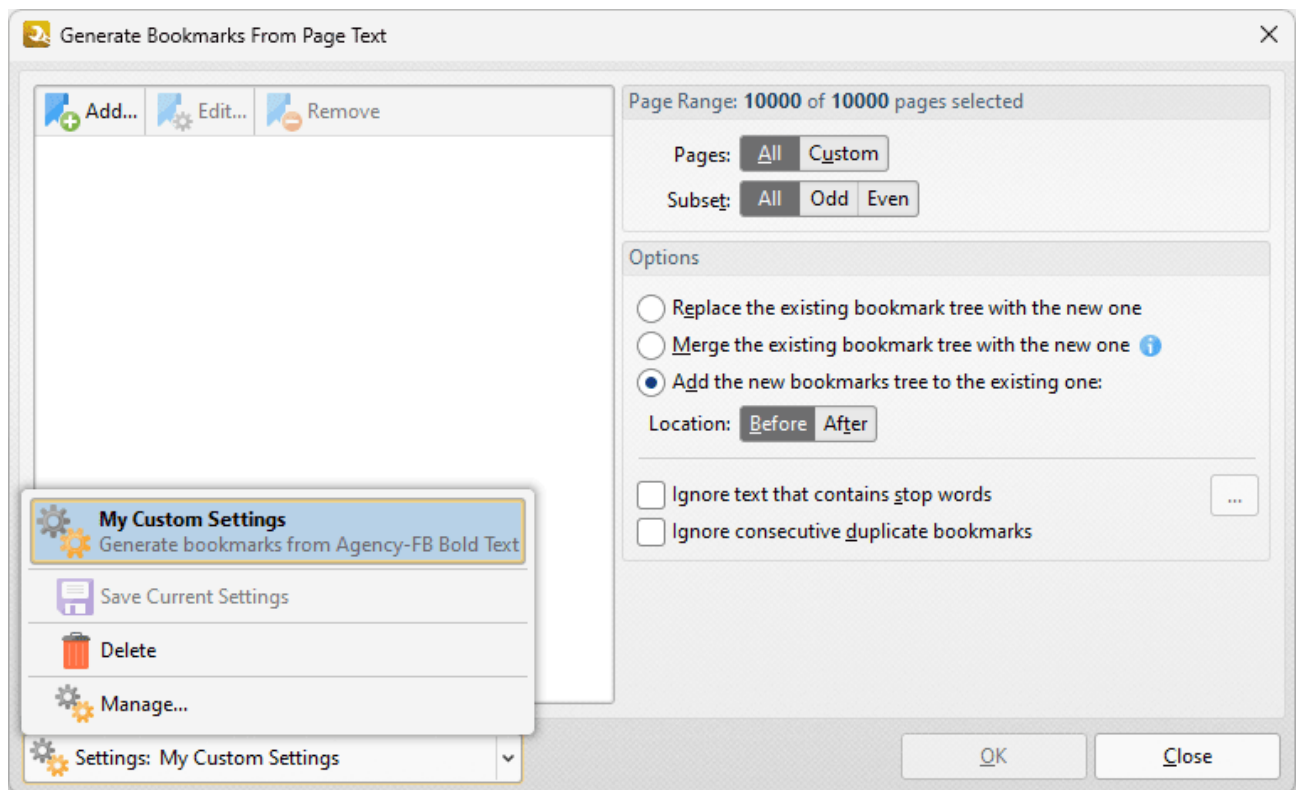 Generate Bookmarks From Page Text
Add... Edit... Remove
Page Range: 10000 of 10000 pages selected
Pages: All Custom
Subset: All Odd Even
Options
Replace the existing bookmark tree with the new one
Merge the existing bookmark tree with the new one
Add the new bookmarks tree to the existing one:
Location: Before After
Ignore text that contains stop words ...
Ignore consecutive duplicate bookmarks
My Custom Settings
Generate bookmarks from Agency-FB Bold Text
Save Current Settings
Delete
Manage...
Settings: My Custom Settings
OK Close